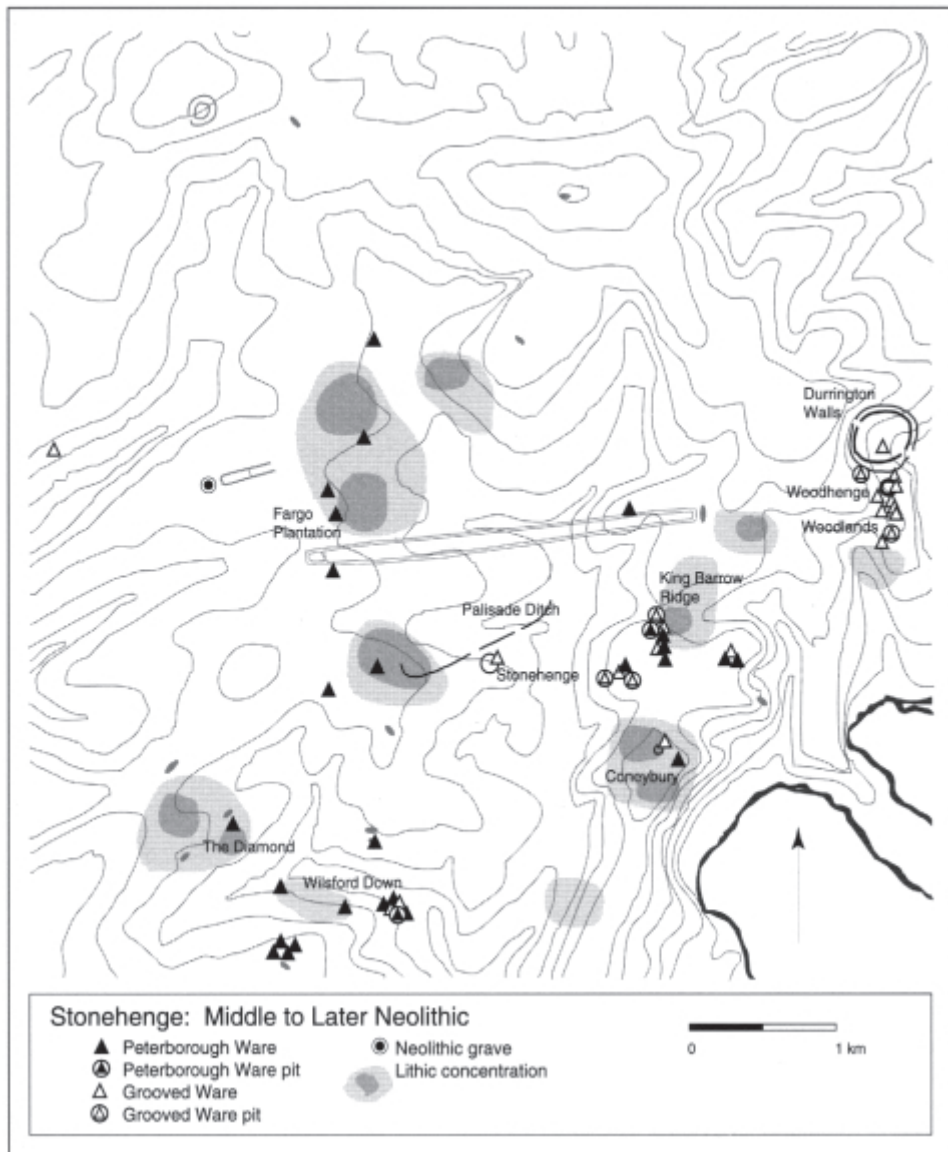 Durrington
Walls
Woodhenge
Woodlands
Fargo
Plantation
King Barrow
Ridge
Palisade Ditch
Stonehenge
Coneybury
The Diamond
Wilsford Down
Stonehenge: Middle to Later Neolithic
Peterborough Ware
Peterborough Ware pit
Grooved Ware
Grooved Ware pit
Neolithic grave
Lithic concentration
0 1 km